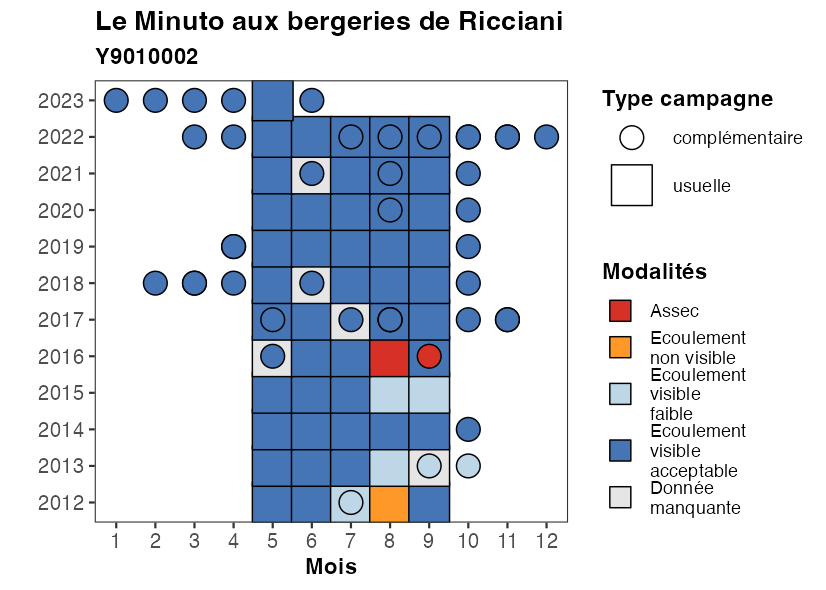 Le Minuto aux bergeries de Ricciani
Y9010002
2023
2022
2021
2020
2019
2018
2017
2016
2015
2014
2013
2012
1 2 3 4 5 6 7 8 9 10 11 12
Mois
Type campagne
complémentaire
usuelle
Modalités
Assec
Ecoulement
non visible
Ecoulement
visible
faible
Ecoulement
visible
acceptable
Donnée
manquante